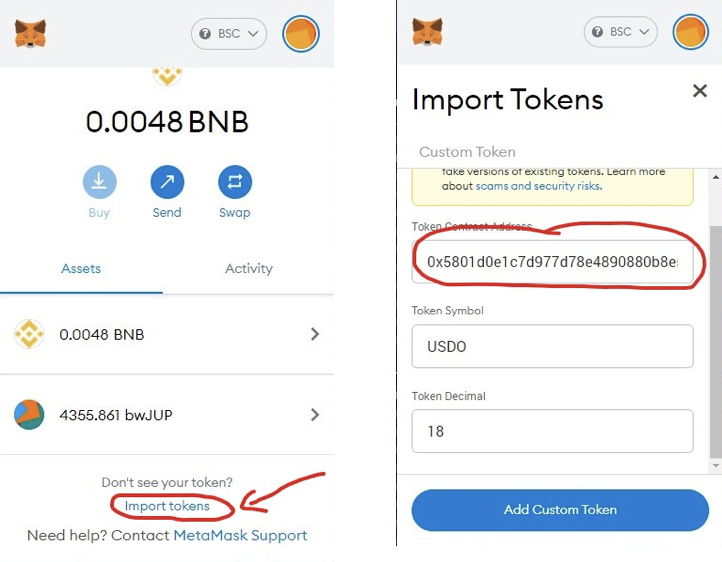 BSC
0.0048 BNB
Buy
Send
Swap
Assets
Activity
0.0048 BNB
4355.861 bwJUP
Don't see your token?
Import tokens
Need help? Contact MetaMask Support
BSC
Import Tokens
Custom Token
fake versions of existing tokens. Learn more
about scams and security risks.
Token Contract Address
0x5801d0e1c7d977d78e4890880b8e
Token Symbol
USDO
Token Decimal
18
Add Custom Token